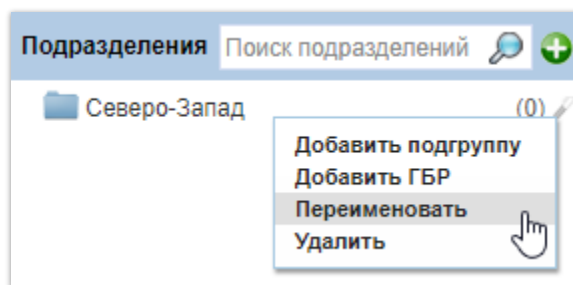 Подразделения Поиск подразделений
Северо-Запад (0)
Добавить подгруппу
Добавить ГБР
Переименовать
Удалить